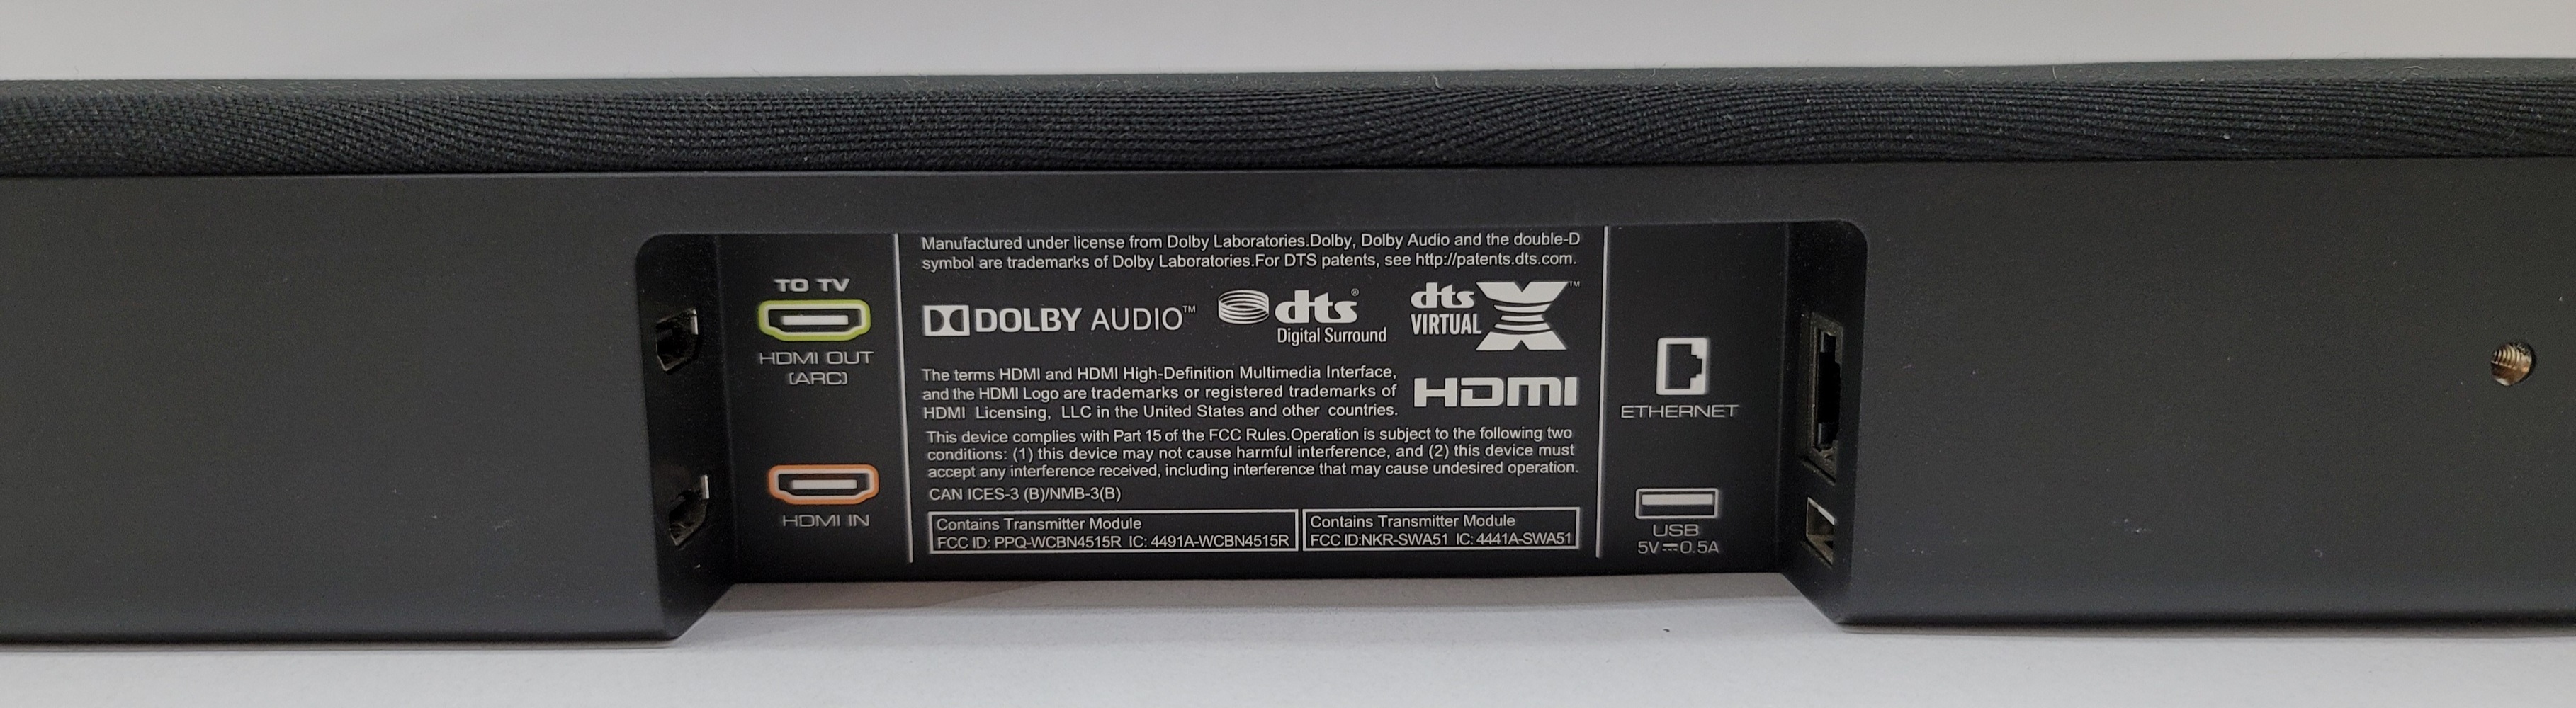 TO TV
HDMI OUT
(ARC)
HDMI IN
Manufactured under license from Dolby Laboratories.Dolby, Dolby Audio and the double-D
symbol are trademarks of Dolby Laboratories.For DTS patents, see http://patents.dts.com.
DOLBY AUDIO™
dts®
Digital Surround
dts
VIRTUAL X™
The terms HDMI and HDMI High-Definition Multimedia Interface,
and the HDMI Logo are trademarks or registered trademarks of
HDMI Licensing, LLC in the United States and other countries.
HDMI
This device complies with Part 15 of the FCC Rules.Operation is subject to the following two
conditions: (1) this device may not cause harmful interference, and (2) this device must
accept any interference received, including interference that may cause undesired operation.
CAN ICES-3 (B)/NMB-3(B)
Contains Transmitter Module
FCC ID: PPQ-WCBN4515R IC: 4491A-WCBN4515R
Contains Transmitter Module
FCC ID:NKR-SWA51 IC: 4441A-SWA51
ETHERNET
USB
5V⎓0.5A